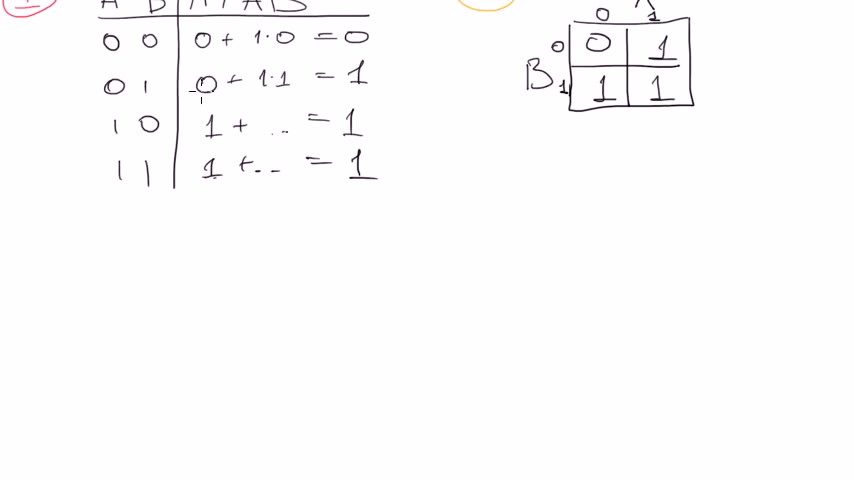 A B A + AB
0 0 0 + 1·0 = 0
0 1 0 + 1·1 = 1
1 0 1 + .. = 1
1 1 1 + .. = 1
A
0 1
0 0 1
B 1 1 1